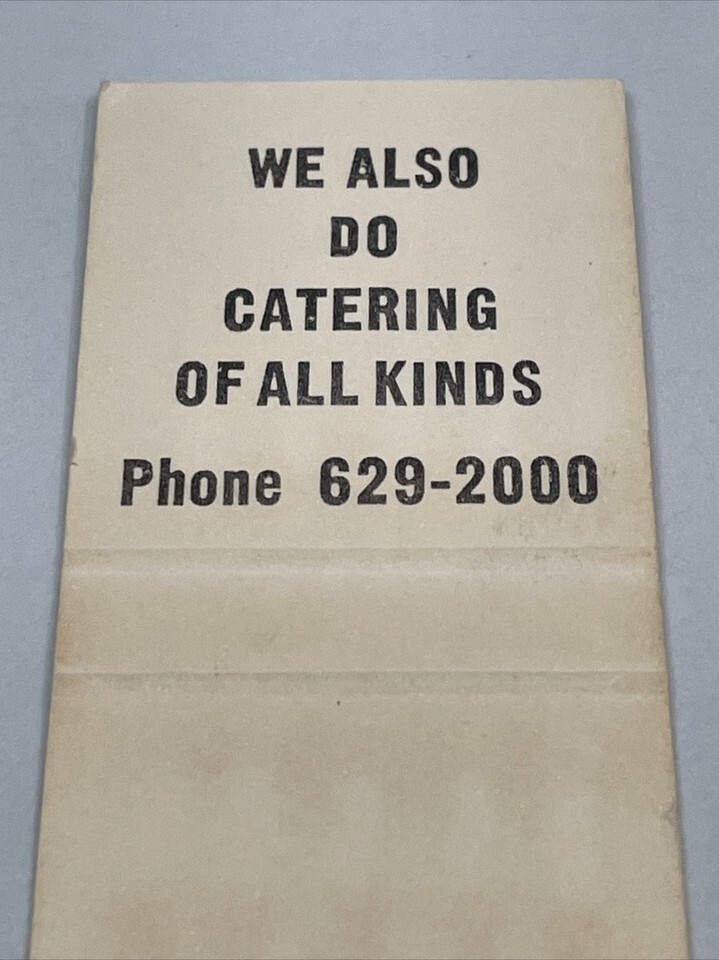 WE ALSO
DO
CATERING
OF ALL KINDS
Phone 629-2000